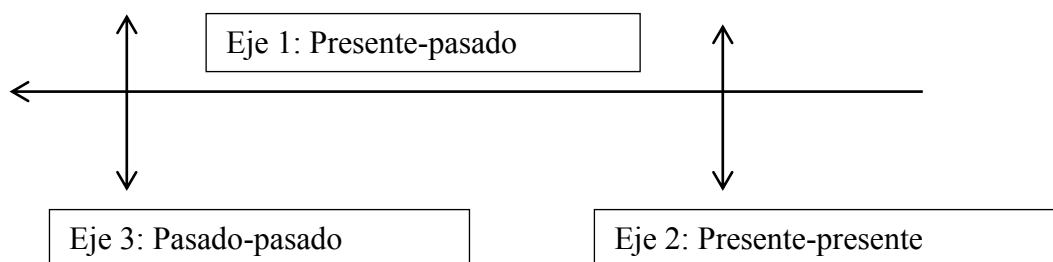 Eje 1: Presente-pasado
Eje 3: Pasado-pasado
Eje 2: Presente-presente